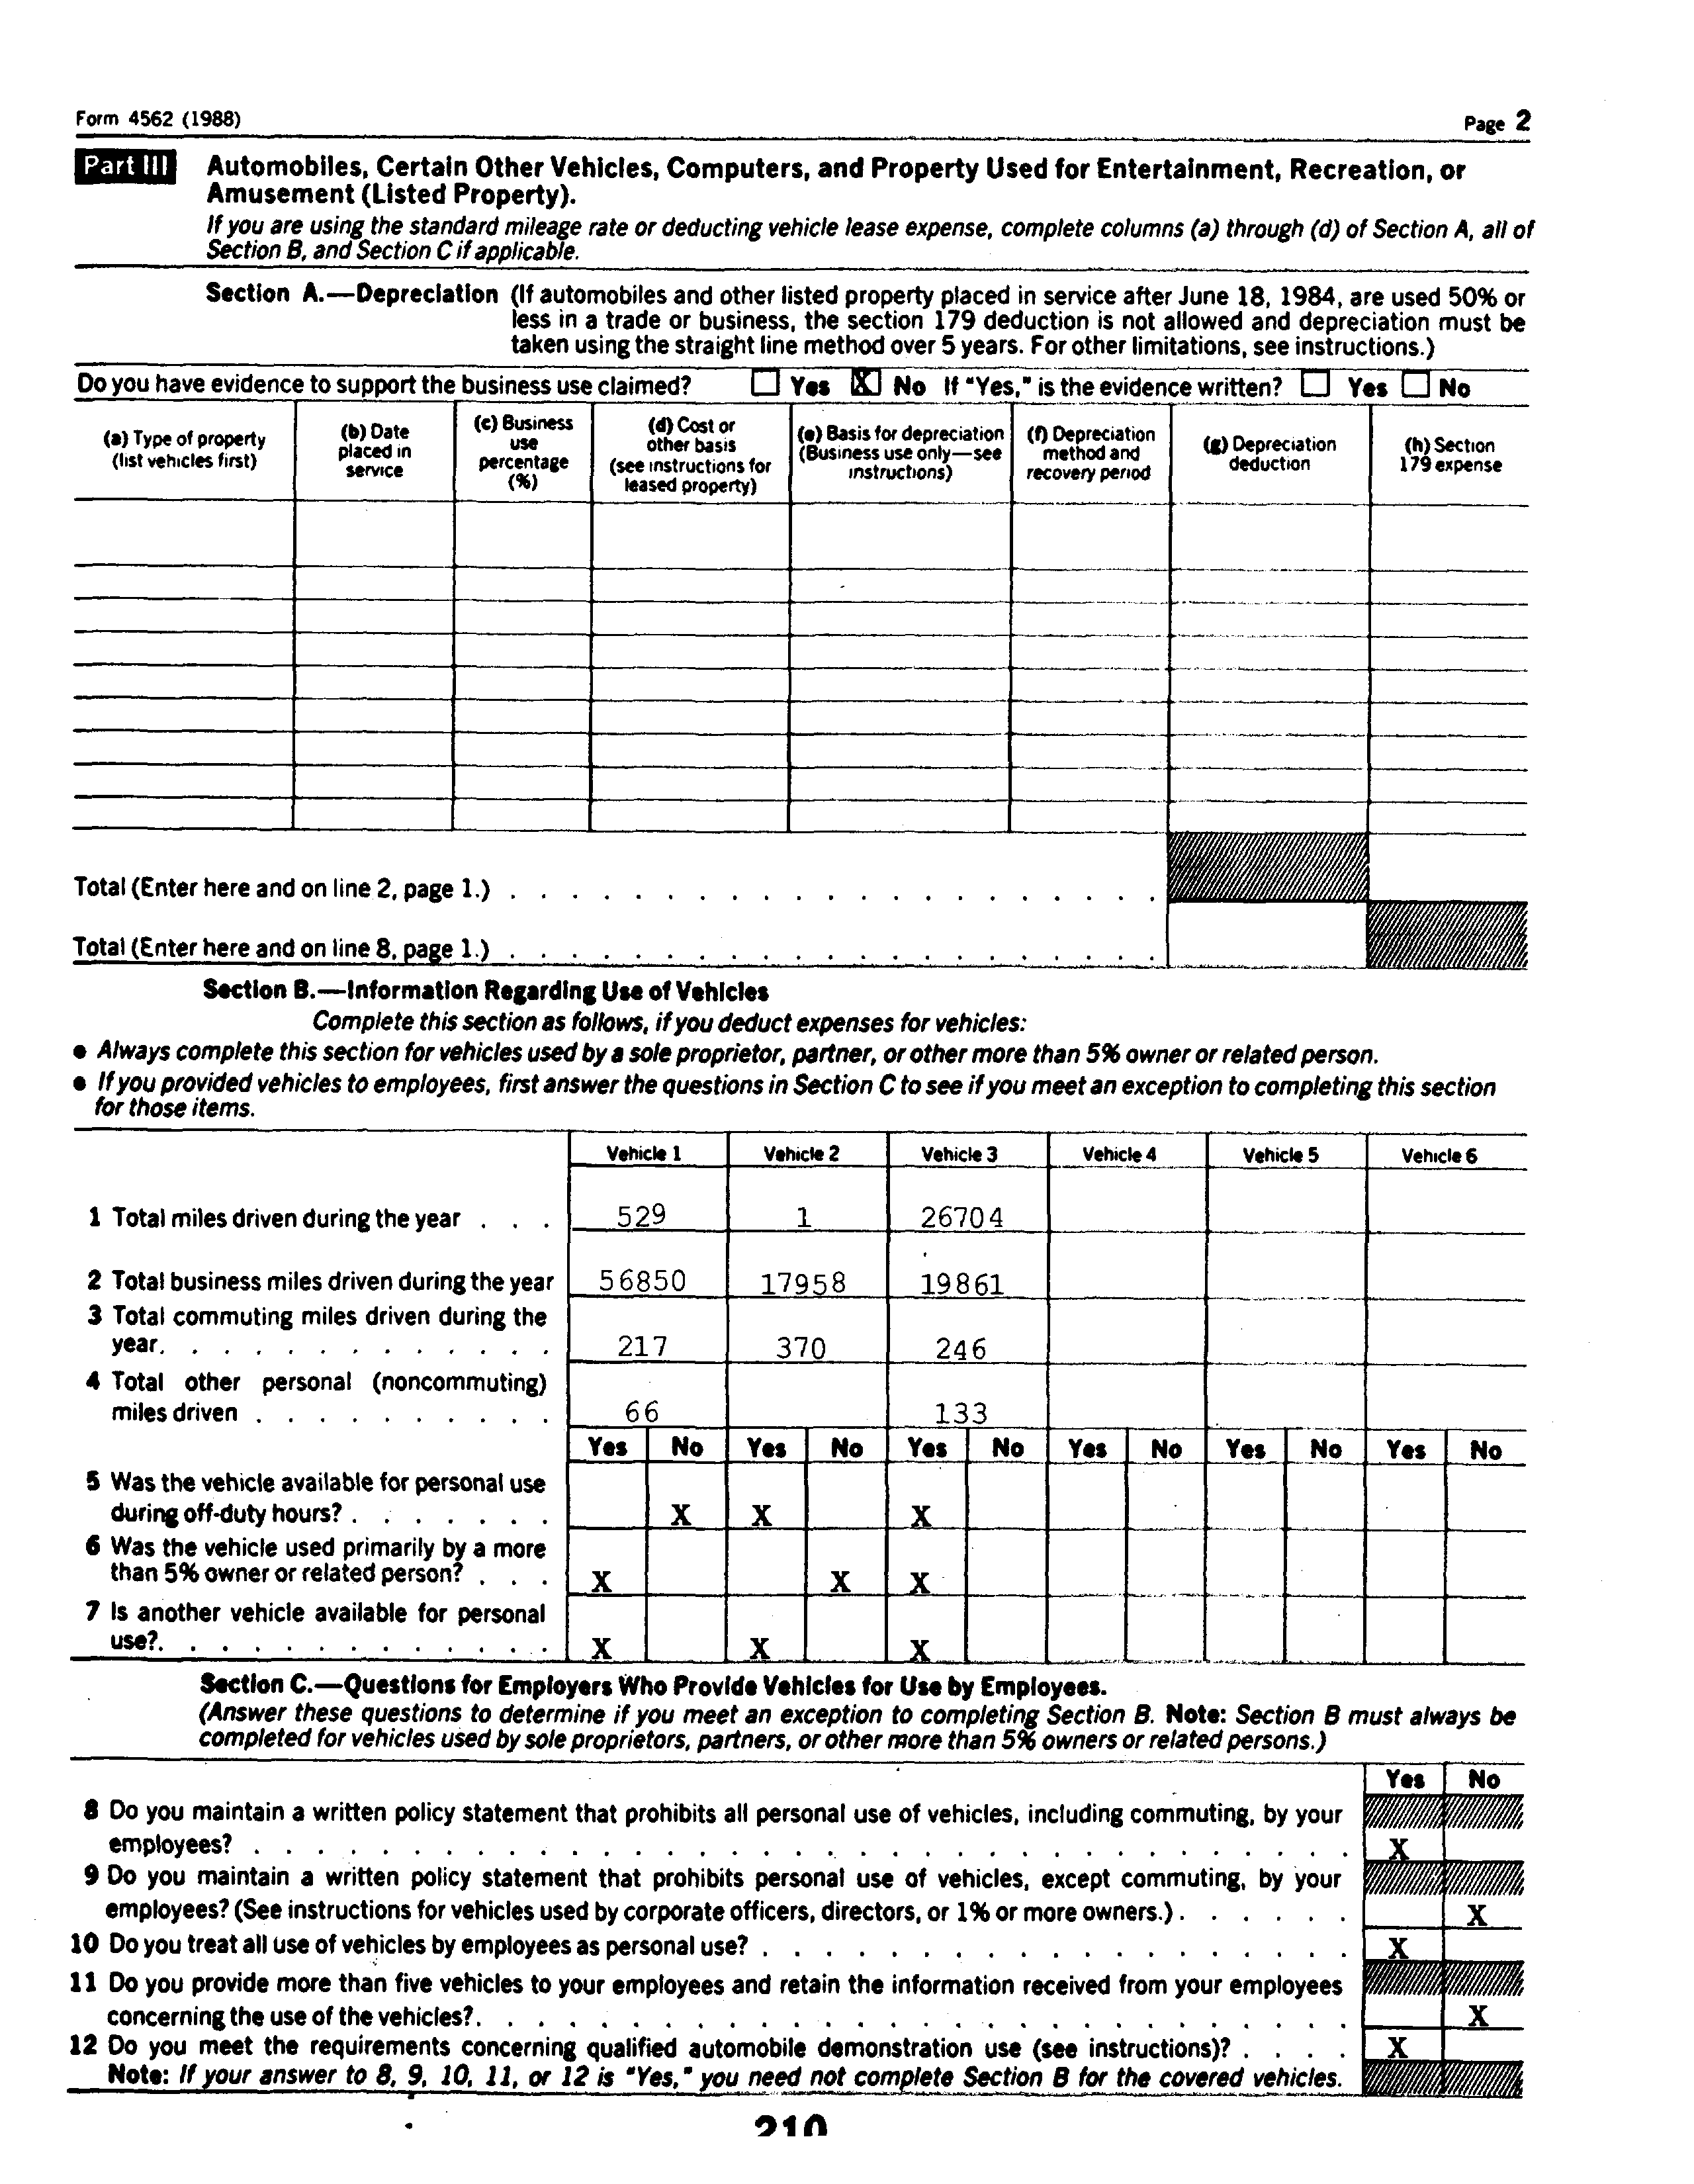 Form 4562 (1988)
Page 2
Part III Automobiles, Certain Other Vehicles, Computers, and Property Used for Entertainment, Recreation, or
Amusement (Listed Property).
If you are using the standard mileage rate or deducting vehicle lease expense, complete columns (a) through (d) of Section A, all of
Section B, and Section C if applicable.
Section A.—Depreciation (If automobiles and other listed property placed in service after June 18, 1984, are used 50% or
less in a trade or business, the section 179 deduction is not allowed and depreciation must be
taken using the straight line method over 5 years. For other limitations, see instructions.)
Do you have evidence to support the business use claimed? Yes X No If "Yes," is the evidence written? Yes No
(a) Type of property
(list vehicles first)
(b) Date
placed in
service
(c) Business
use
percentage
(%)
(d) Cost or
other basis
(see instructions for
leased property)
(e) Basis for depreciation
(Business use only—see
instructions)
(f) Depreciation
method and
recovery period
(g) Depreciation
deduction
(h) Section
179 expense
Total (Enter here and on line 2, page 1.) . . . . . . . . . . . . . . . . . . . . .
Total (Enter here and on line 8, page 1.) . . . . . . . . . . . . . . . . . . . . .
Section B.—Information Regarding Use of Vehicles
Complete this section as follows, if you deduct expenses for vehicles:
● Always complete this section for vehicles used by a sole proprietor, partner, or other more than 5% owner or related person.
● If you provided vehicles to employees, first answer the questions in Section C to see if you meet an exception to completing this section
for those items.
Vehicle 1 Vehicle 2 Vehicle 3 Vehicle 4 Vehicle 5 Vehicle 6
1 Total miles driven during the year . . . 529 1 26704
2 Total business miles driven during the year 56850 17958 19861
3 Total commuting miles driven during the
year. . . . . . . . . . . . . 217 370 246
4 Total other personal (noncommuting)
miles driven . . . . . . . . . . 66 133
Yes No Yes No Yes No Yes No Yes No Yes No
5 Was the vehicle available for personal use
during off-duty hours? . . . . . . . X X X
6 Was the vehicle used primarily by a more
than 5% owner or related person? . . . X X X
7 Is another vehicle available for personal
use?. . . . . . . . . . . . . X X X
Section C.—Questions for Employers Who Provide Vehicles for Use by Employees.
(Answer these questions to determine if you meet an exception to completing Section B. Note: Section B must always be
completed for vehicles used by sole proprietors, partners, or other more than 5% owners or related persons.)
Yes No
8 Do you maintain a written policy statement that prohibits all personal use of vehicles, including commuting, by your
employees? . . . . . . . . . . . . . . . . . . . . . . . . . . . . . . . . . . X
9 Do you maintain a written policy statement that prohibits personal use of vehicles, except commuting, by your
employees? (See instructions for vehicles used by corporate officers, directors, or 1% or more owners.) . . . . . . X
10 Do you treat all use of vehicles by employees as personal use? . . . . . . . . . . . . . . . . . . X
11 Do you provide more than five vehicles to your employees and retain the information received from your employees
concerning the use of the vehicles?. . . . . . . . . . . . . . . . . . . . . . . . . . . X
12 Do you meet the requirements concerning qualified automobile demonstration use (see instructions)? . . . . X
Note: If your answer to 8, 9, 10, 11, or 12 is "Yes," you need not complete Section B for the covered vehicles.
210